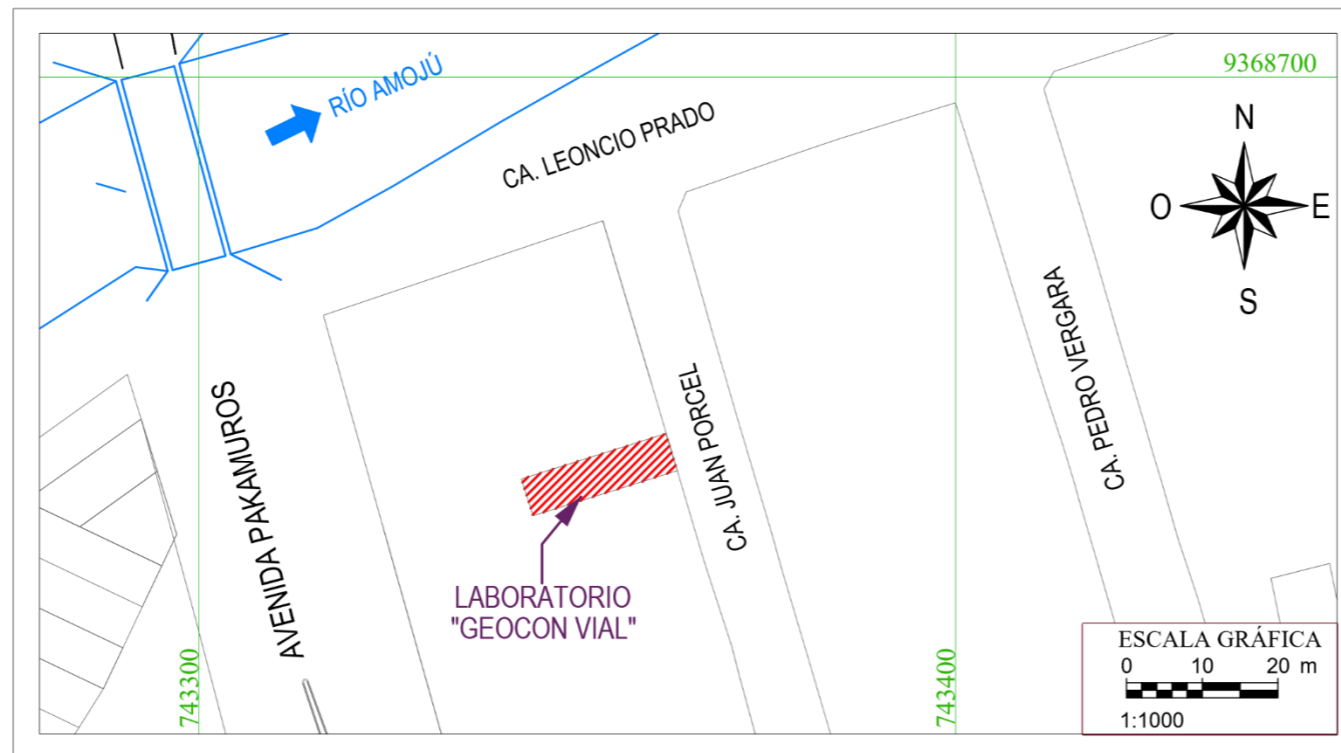 9368700
RÍO AMOJÚ
CA. LEONCIO PRADO
N
O
E
S
CA. PEDRO VERGARA
CA. JUAN PORCEL
AVENIDA PAKAMUROS
LABORATORIO
"GEOCON VIAL"
743300
743400
ESCALA GRÁFICA
0 10 20 m
1:1000